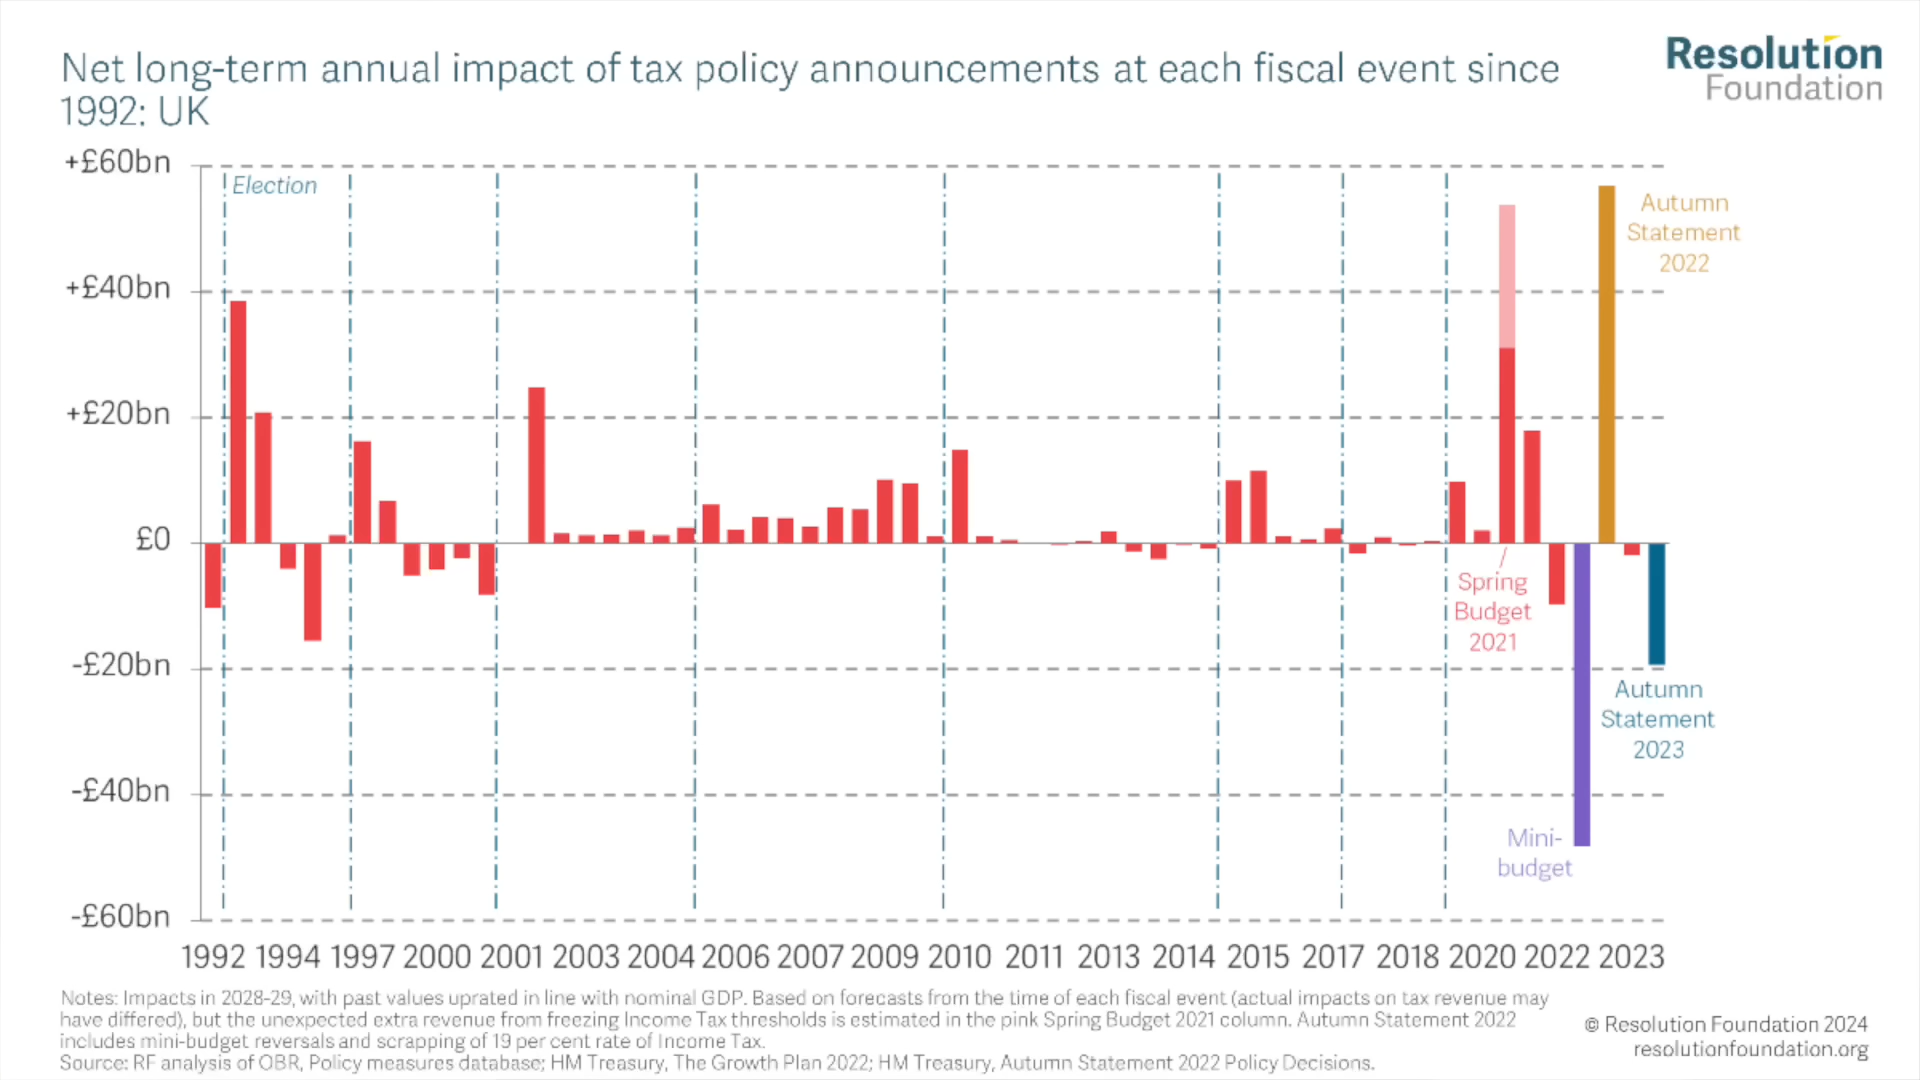 Net long-term annual impact of tax policy announcements at each fiscal event since
1992: UK
Resolution
Foundation
+£60bn
+£40bn
+£20bn
£0
-£20bn
-£40bn
-£60bn
Election
Autumn
Statement
2022
Spring
Budget
2021
Autumn
Statement
2023
Mini-
budget
1992 1994 1997 2000 2001 2003 2004 2006 2007 2009 2010 2011 2013 2014 2015 2017 2018 2020 2022 2023
Notes: Impacts in 2028-29, with past values uprated in line with nominal GDP. Based on forecasts from the time of each fiscal event (actual impacts on tax revenue may
have differed), but the unexpected extra revenue from freezing Income Tax thresholds is estimated in the pink Spring Budget 2021 column. Autumn Statement 2022
includes mini-budget reversals and scrapping of 19 per cent rate of Income Tax.
Source: RF analysis of OBR, Policy measures database; HM Treasury, The Growth Plan 2022; HM Treasury, Autumn Statement 2022 Policy Decisions.
© Resolution Foundation 2024
resolutionfoundation.org